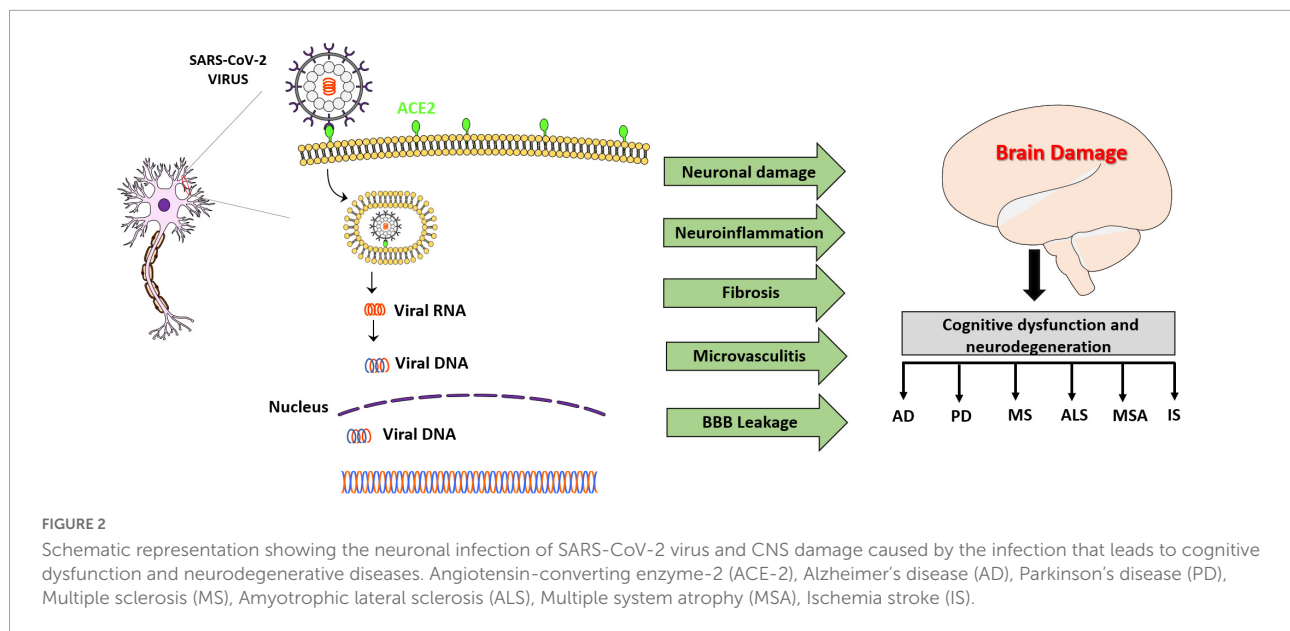 SARS-CoV-2
VIRUS
ACE2
Viral RNA
Viral DNA
Nucleus
Viral DNA
Neuronal damage
Neuroinflammation
Fibrosis
Microvasculitis
BBB Leakage
Brain Damage
Cognitive dysfunction and
neurodegeneration
AD
PD
MS
ALS
MSA
IS
FIGURE 2
Schematic representation showing the neuronal infection of SARS-CoV-2 virus and CNS damage caused by the infection that leads to cognitive
dysfunction and neurodegenerative diseases. Angiotensin-converting enzyme-2 (ACE-2), Alzheimer's disease (AD), Parkinson's disease (PD),
Multiple sclerosis (MS), Amyotrophic lateral sclerosis (ALS), Multiple system atrophy (MSA), Ischemia stroke (IS).